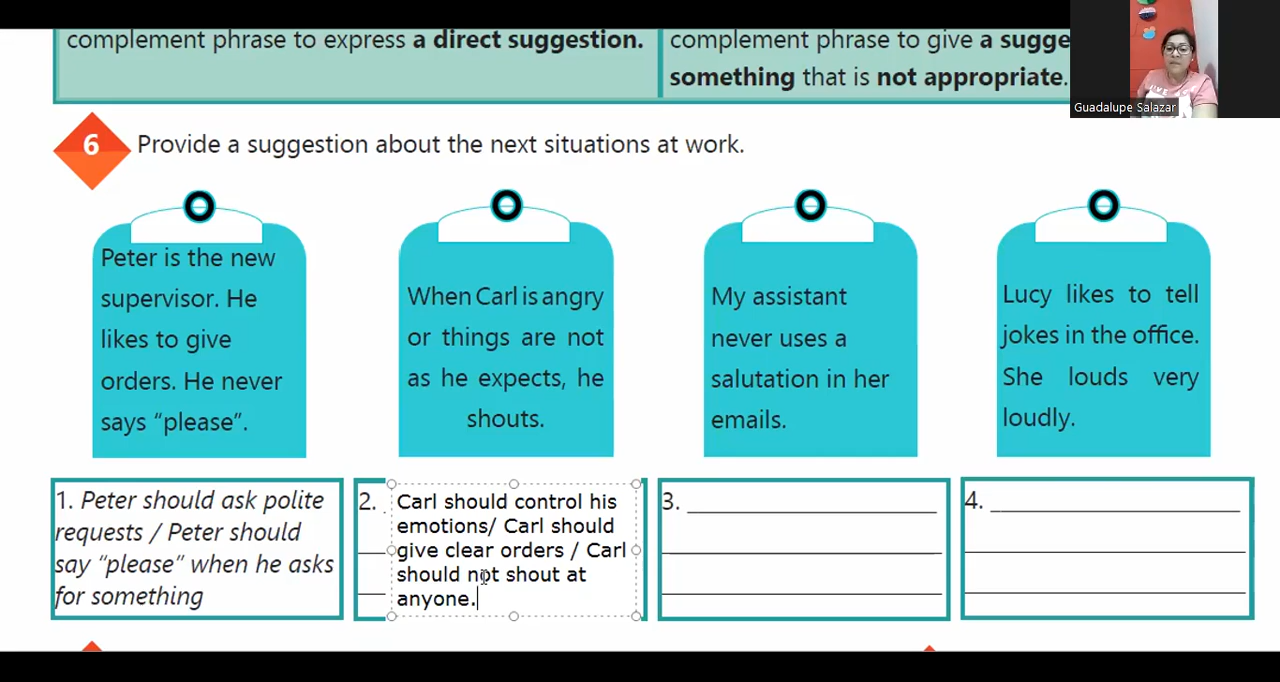 complement phrase to express a direct suggestion.
complement phrase to give a sugge
something that is not appropriate.
Guadalupe Salazar
6
Provide a suggestion about the next situations at work.
Peter is the new
supervisor. He
likes to give
orders. He never
says “please”.
When Carl is angry
or things are not
as he expects, he
shouts.
My assistant
never uses a
salutation in her
emails.
Lucy likes to tell
jokes in the office.
She louds very
loudly.
1. Peter should ask polite
requests / Peter should
say “please” when he asks
for something
2.
Carl should control his
emotions/ Carl should
give clear orders / Carl
should not shout at
anyone.
3.
4.